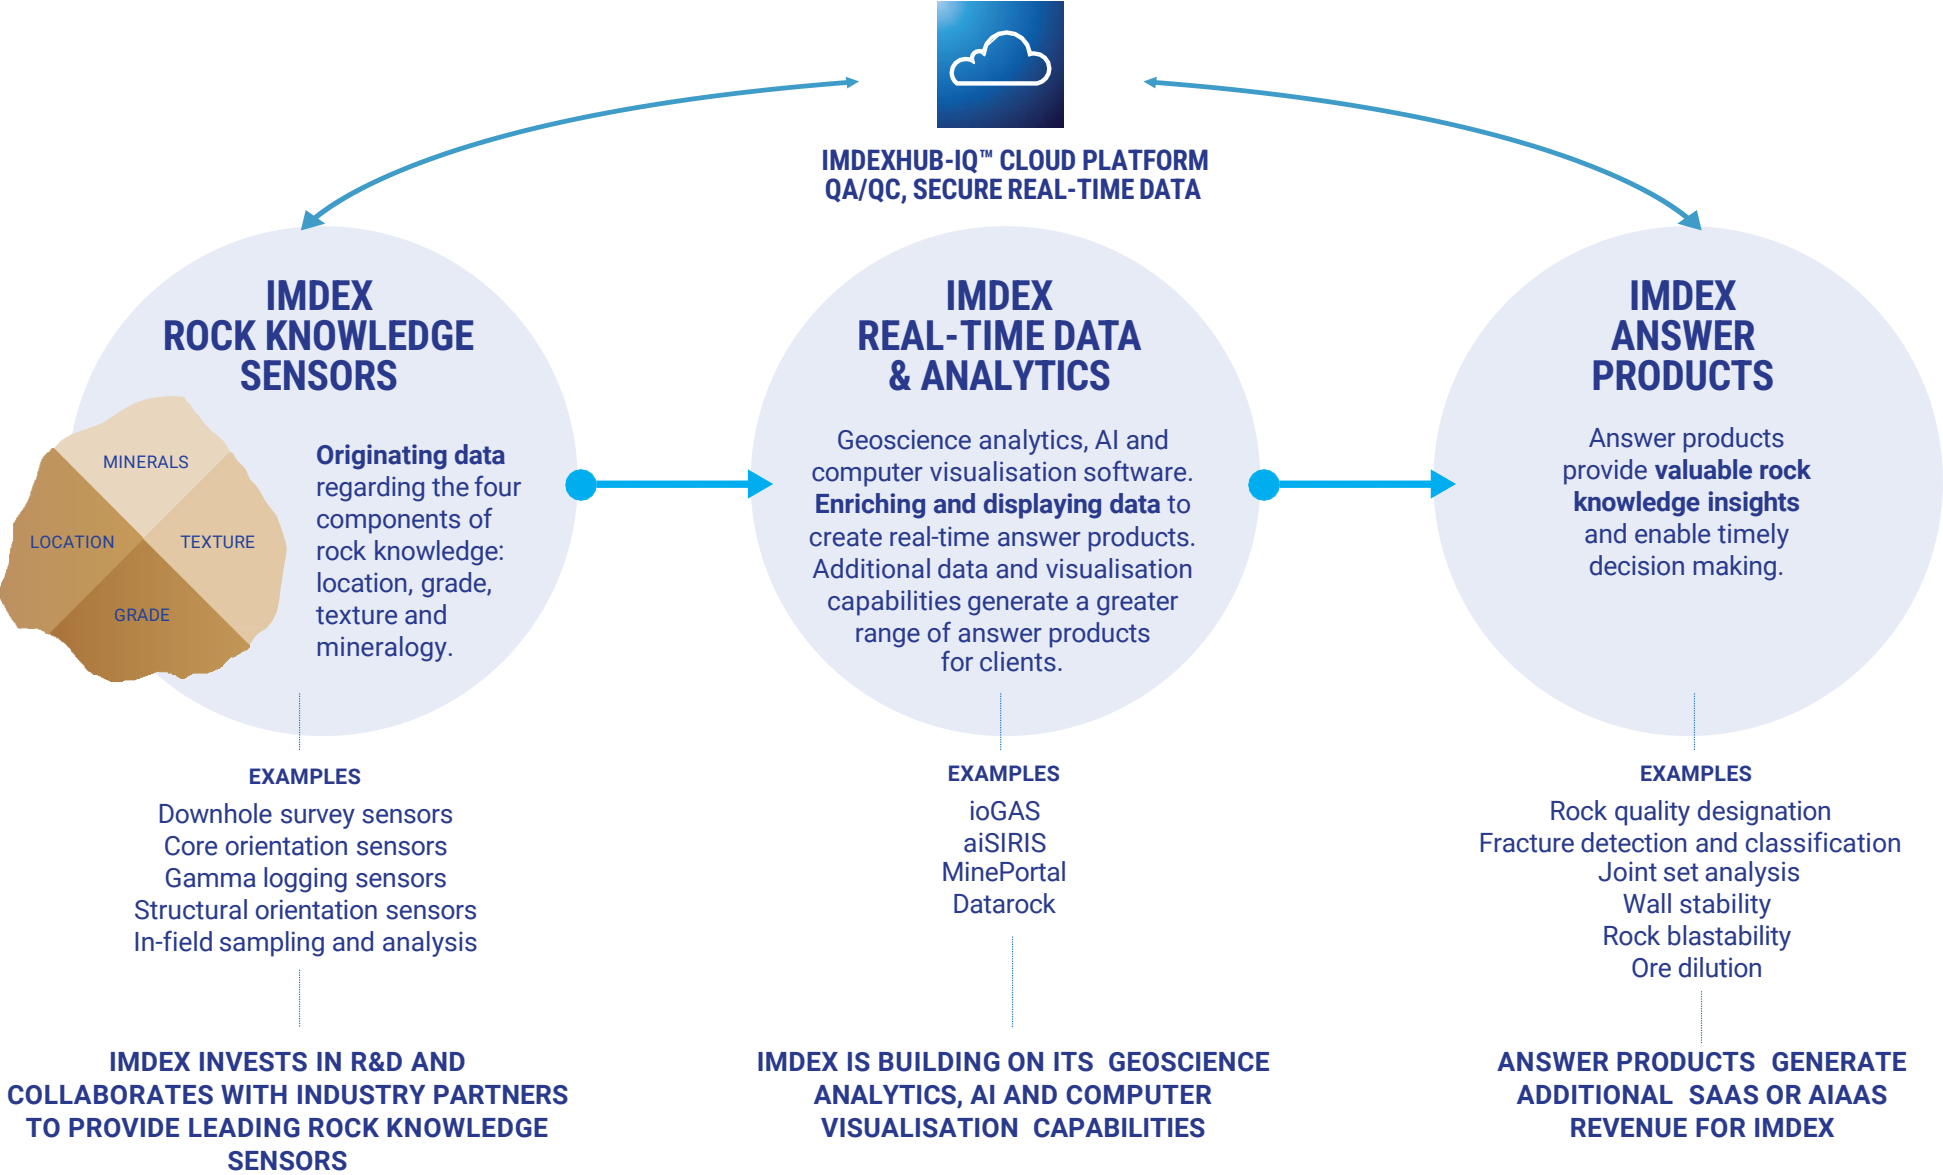 IMDEXHUB-IQ™ CLOUD PLATFORM
QA/QC, SECURE REAL-TIME DATA
IMDEX
ROCK KNOWLEDGE
SENSORS
MINERALS
LOCATION
TEXTURE
GRADE
Originating data
regarding the four
components of
rock knowledge:
location, grade,
texture and
mineralogy.
EXAMPLES
Downhole survey sensors
Core orientation sensors
Gamma logging sensors
Structural orientation sensors
In-field sampling and analysis
IMDEX INVESTS IN R&D AND
COLLABORATES WITH INDUSTRY PARTNERS
TO PROVIDE LEADING ROCK KNOWLEDGE
SENSORS
IMDEX
REAL-TIME DATA
& ANALYTICS
Geoscience analytics, AI and
computer visualisation software.
Enriching and displaying data to
create real-time answer products.
Additional data and visualisation
capabilities generate a greater
range of answer products
for clients.
EXAMPLES
ioGAS
aiSIRIS
MinePortal
Datarock
IMDEX IS BUILDING ON ITS GEOSCIENCE
ANALYTICS, AI AND COMPUTER
VISUALISATION CAPABILITIES
IMDEX
ANSWER
PRODUCTS
Answer products
provide valuable rock
knowledge insights
and enable timely
decision making.
EXAMPLES
Rock quality designation
Fracture detection and classification
Joint set analysis
Wall stability
Rock blastability
Ore dilution
ANSWER PRODUCTS GENERATE
ADDITIONAL SAAS OR AIAAS
REVENUE FOR IMDEX